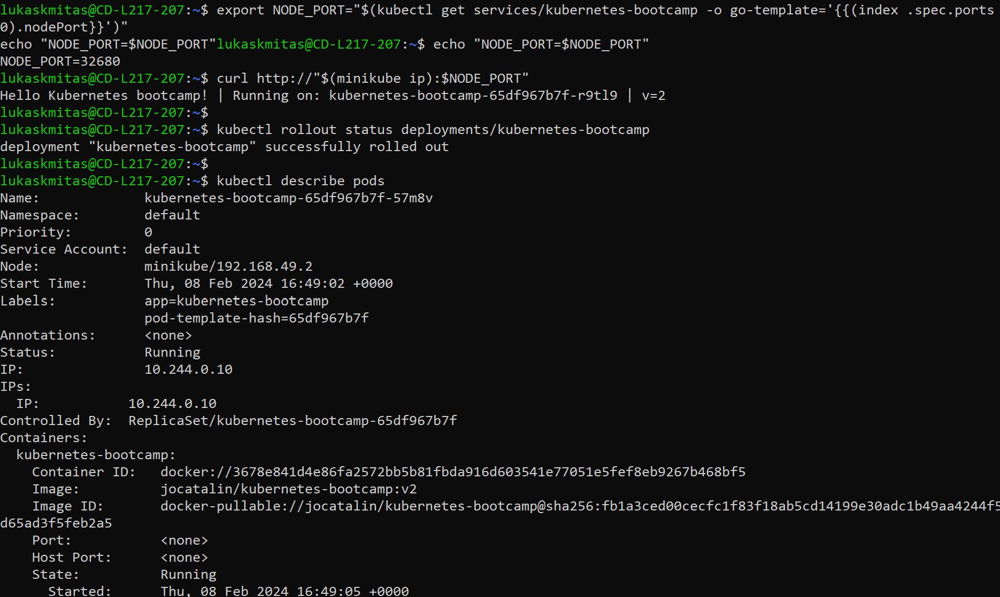 lukaskmitas@CD-L217-207:~$ export NODE_PORT="$(kubectl get services/kubernetes-bootcamp -o go-template='{{(index .spec.ports
0).nodePort}}')"
echo "NODE_PORT=$NODE_PORT"lukaskmitas@CD-L217-207:~$ echo "NODE_PORT=$NODE_PORT"
NODE_PORT=32680
lukaskmitas@CD-L217-207:~$ curl http://"$(minikube ip):$NODE_PORT"
Hello Kubernetes bootcamp! | Running on: kubernetes-bootcamp-65df967b7f-r9tl9 | v=2
lukaskmitas@CD-L217-207:~$
lukaskmitas@CD-L217-207:~$ kubectl rollout status deployments/kubernetes-bootcamp
deployment "kubernetes-bootcamp" successfully rolled out
lukaskmitas@CD-L217-207:~$
lukaskmitas@CD-L217-207:~$ kubectl describe pods
Name:             kubernetes-bootcamp-65df967b7f-57m8v
Namespace:        default
Priority:         0
Service Account:  default
Node:             minikube/192.168.49.2
Start Time:       Thu, 08 Feb 2024 16:49:02 +0000
Labels:           app=kubernetes-bootcamp
                  pod-template-hash=65df967b7f
Annotations:      <none>
Status:           Running
IP:               10.244.0.10
IPs:
  IP:           10.244.0.10
Controlled By:  ReplicaSet/kubernetes-bootcamp-65df967b7f
Containers:
  kubernetes-bootcamp:
    Container ID:   docker://3678e841d4e86fa2572bb5b81fbda916d603541e77051e5fef8eb9267b468bf5
    Image:          jocatalin/kubernetes-bootcamp:v2
    Image ID:       docker-pullable://jocatalin/kubernetes-bootcamp@sha256:fb1a3ced00cecfc1f83f18ab5cd14199e30adc1b49aa4244f5
d65ad3f5feb2a5
    Port:           <none>
    Host Port:      <none>
    State:          Running
      Started:      Thu, 08 Feb 2024 16:49:05 +0000